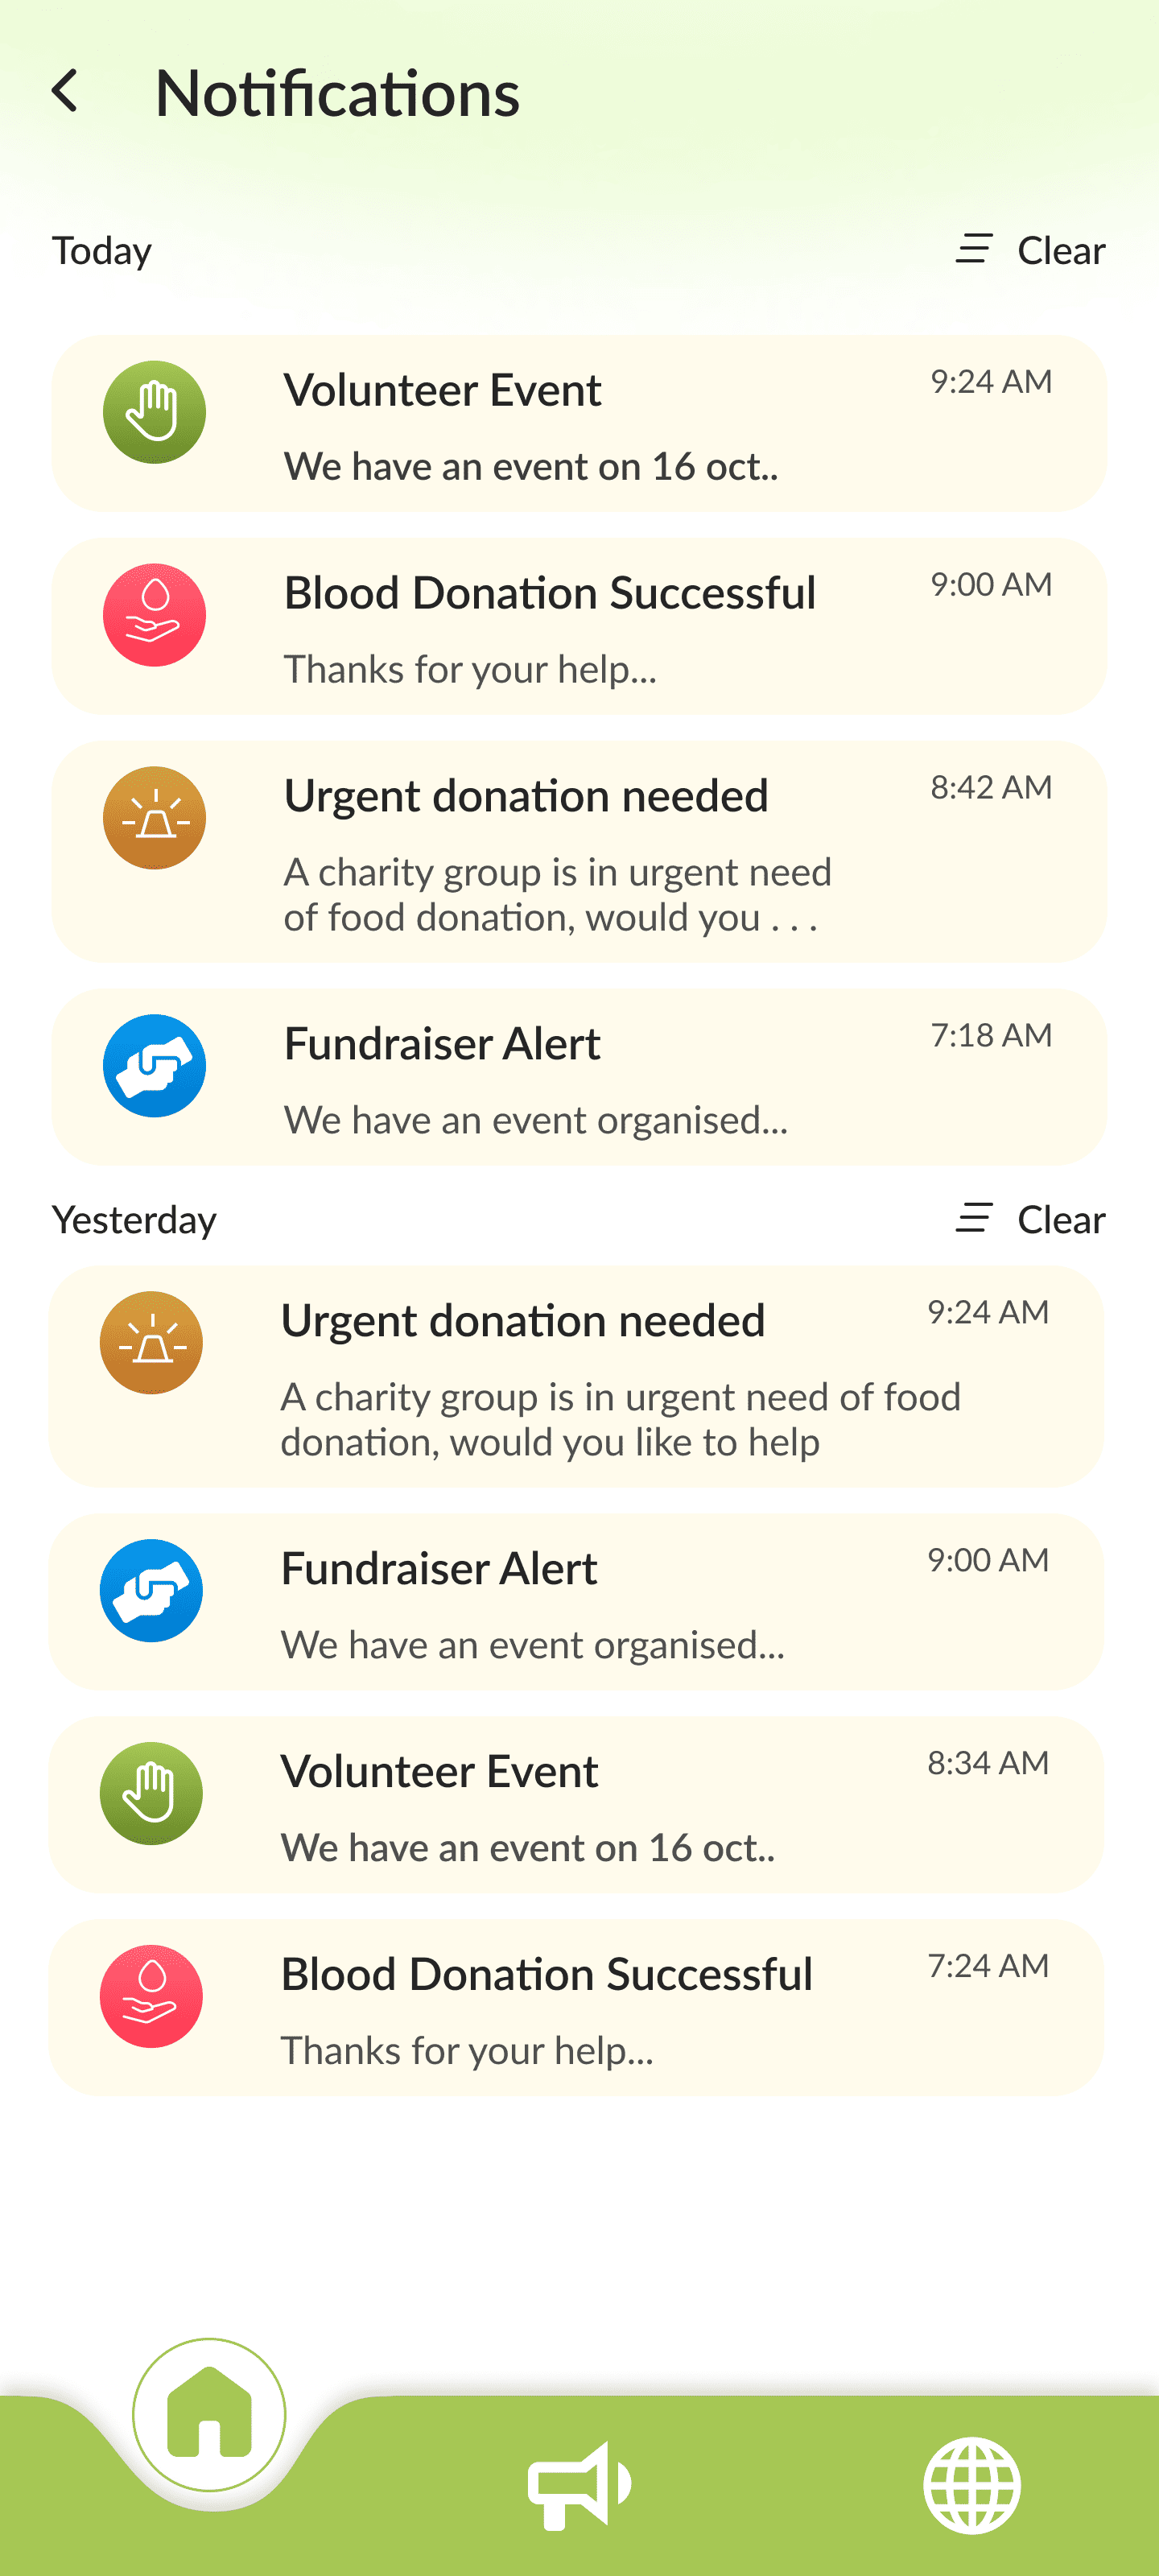 Notifications
Today
Clear
Volunteer Event
9:24 AM
We have an event on 16 oct..
Blood Donation Successful
9:00 AM
Thanks for your help...
Urgent donation needed
8:42 AM
A charity group is in urgent need
of food donation, would you . . .
Fundraiser Alert
7:18 AM
We have an event organised...
Yesterday
Clear
Urgent donation needed
9:24 AM
A charity group is in urgent need of food
donation, would you like to help
Fundraiser Alert
9:00 AM
We have an event organised...
Volunteer Event
8:34 AM
We have an event on 16 oct..
Blood Donation Successful
7:24 AM
Thanks for your help...